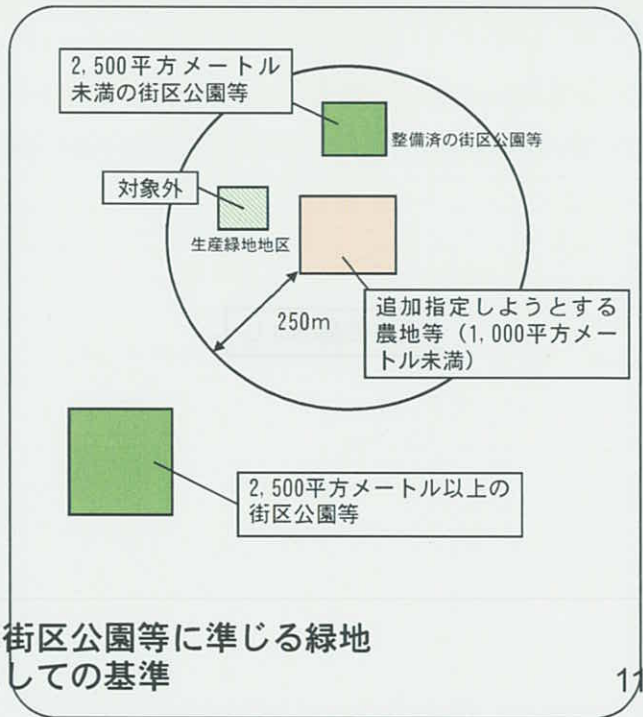 2,500平方メートル
未満の街区公園等
整備済の街区公園等
対象外
生産緑地地区
250m
追加指定しようとする
農地等（1,000平方メー
トル未満）
2,500平方メートル以上の
街区公園等
街区公園等に準じる緑地
しての基準
11